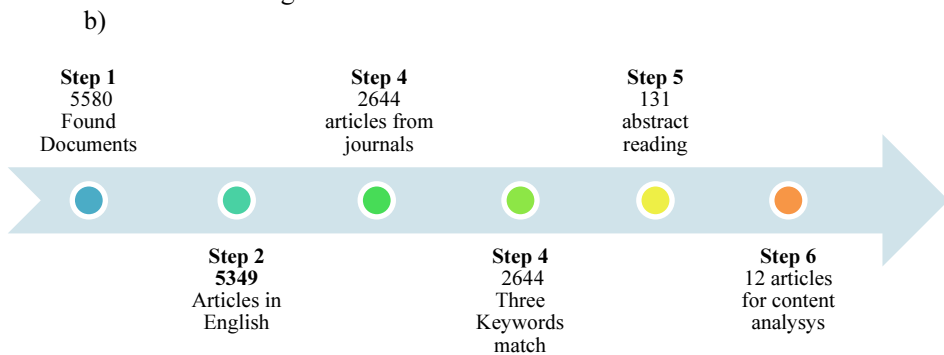 b)
Step 1
5580
Found
Documents
Step 4
2644
articles from
journals
Step 5
131
abstract
reading
Step 2
5349
Articles in
English
Step 4
2644
Three
Keywords
match
Step 6
12 articles
for content
analysys